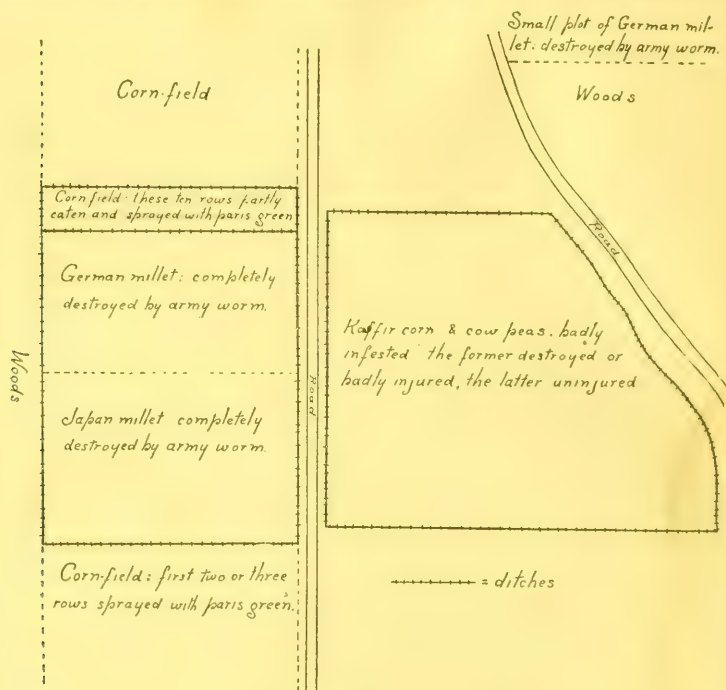 Small plot of German mil-
let: destroyed by army worm.
Woods
Corn-field
Corn field - these ten rows partly
eaten and sprayed with paris green
Road
German millet: completely
destroyed by army worm.
Kaffir corn & cow peas. badly
infested the former destroyed or
badly injured, the latter uninjured
Woods
Road
Japan millet completely
destroyed by army worm.
Corn-field: first two or three
rows sprayed with paris green.
= ditches